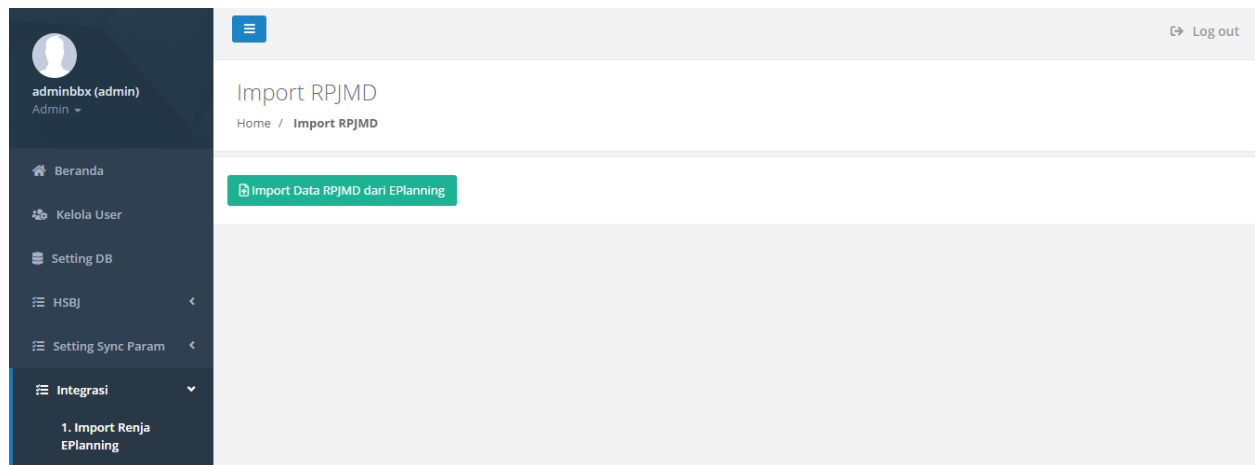 adminbbx (admin)
Admin
Beranda
Kelola User
Setting DB
HSBJ
Setting Sync Param
Integrasi
1. Import Renja
EPlanning
Log out
Import RPJMD
Home / Import RPJMD
Import Data RPJMD dari EPlanning